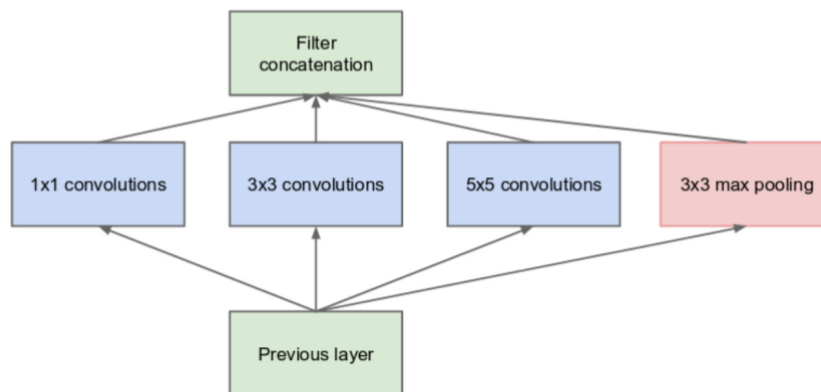 Filter
concatenation
1x1 convolutions
3x3 convolutions
5x5 convolutions
3x3 max pooling
Previous layer